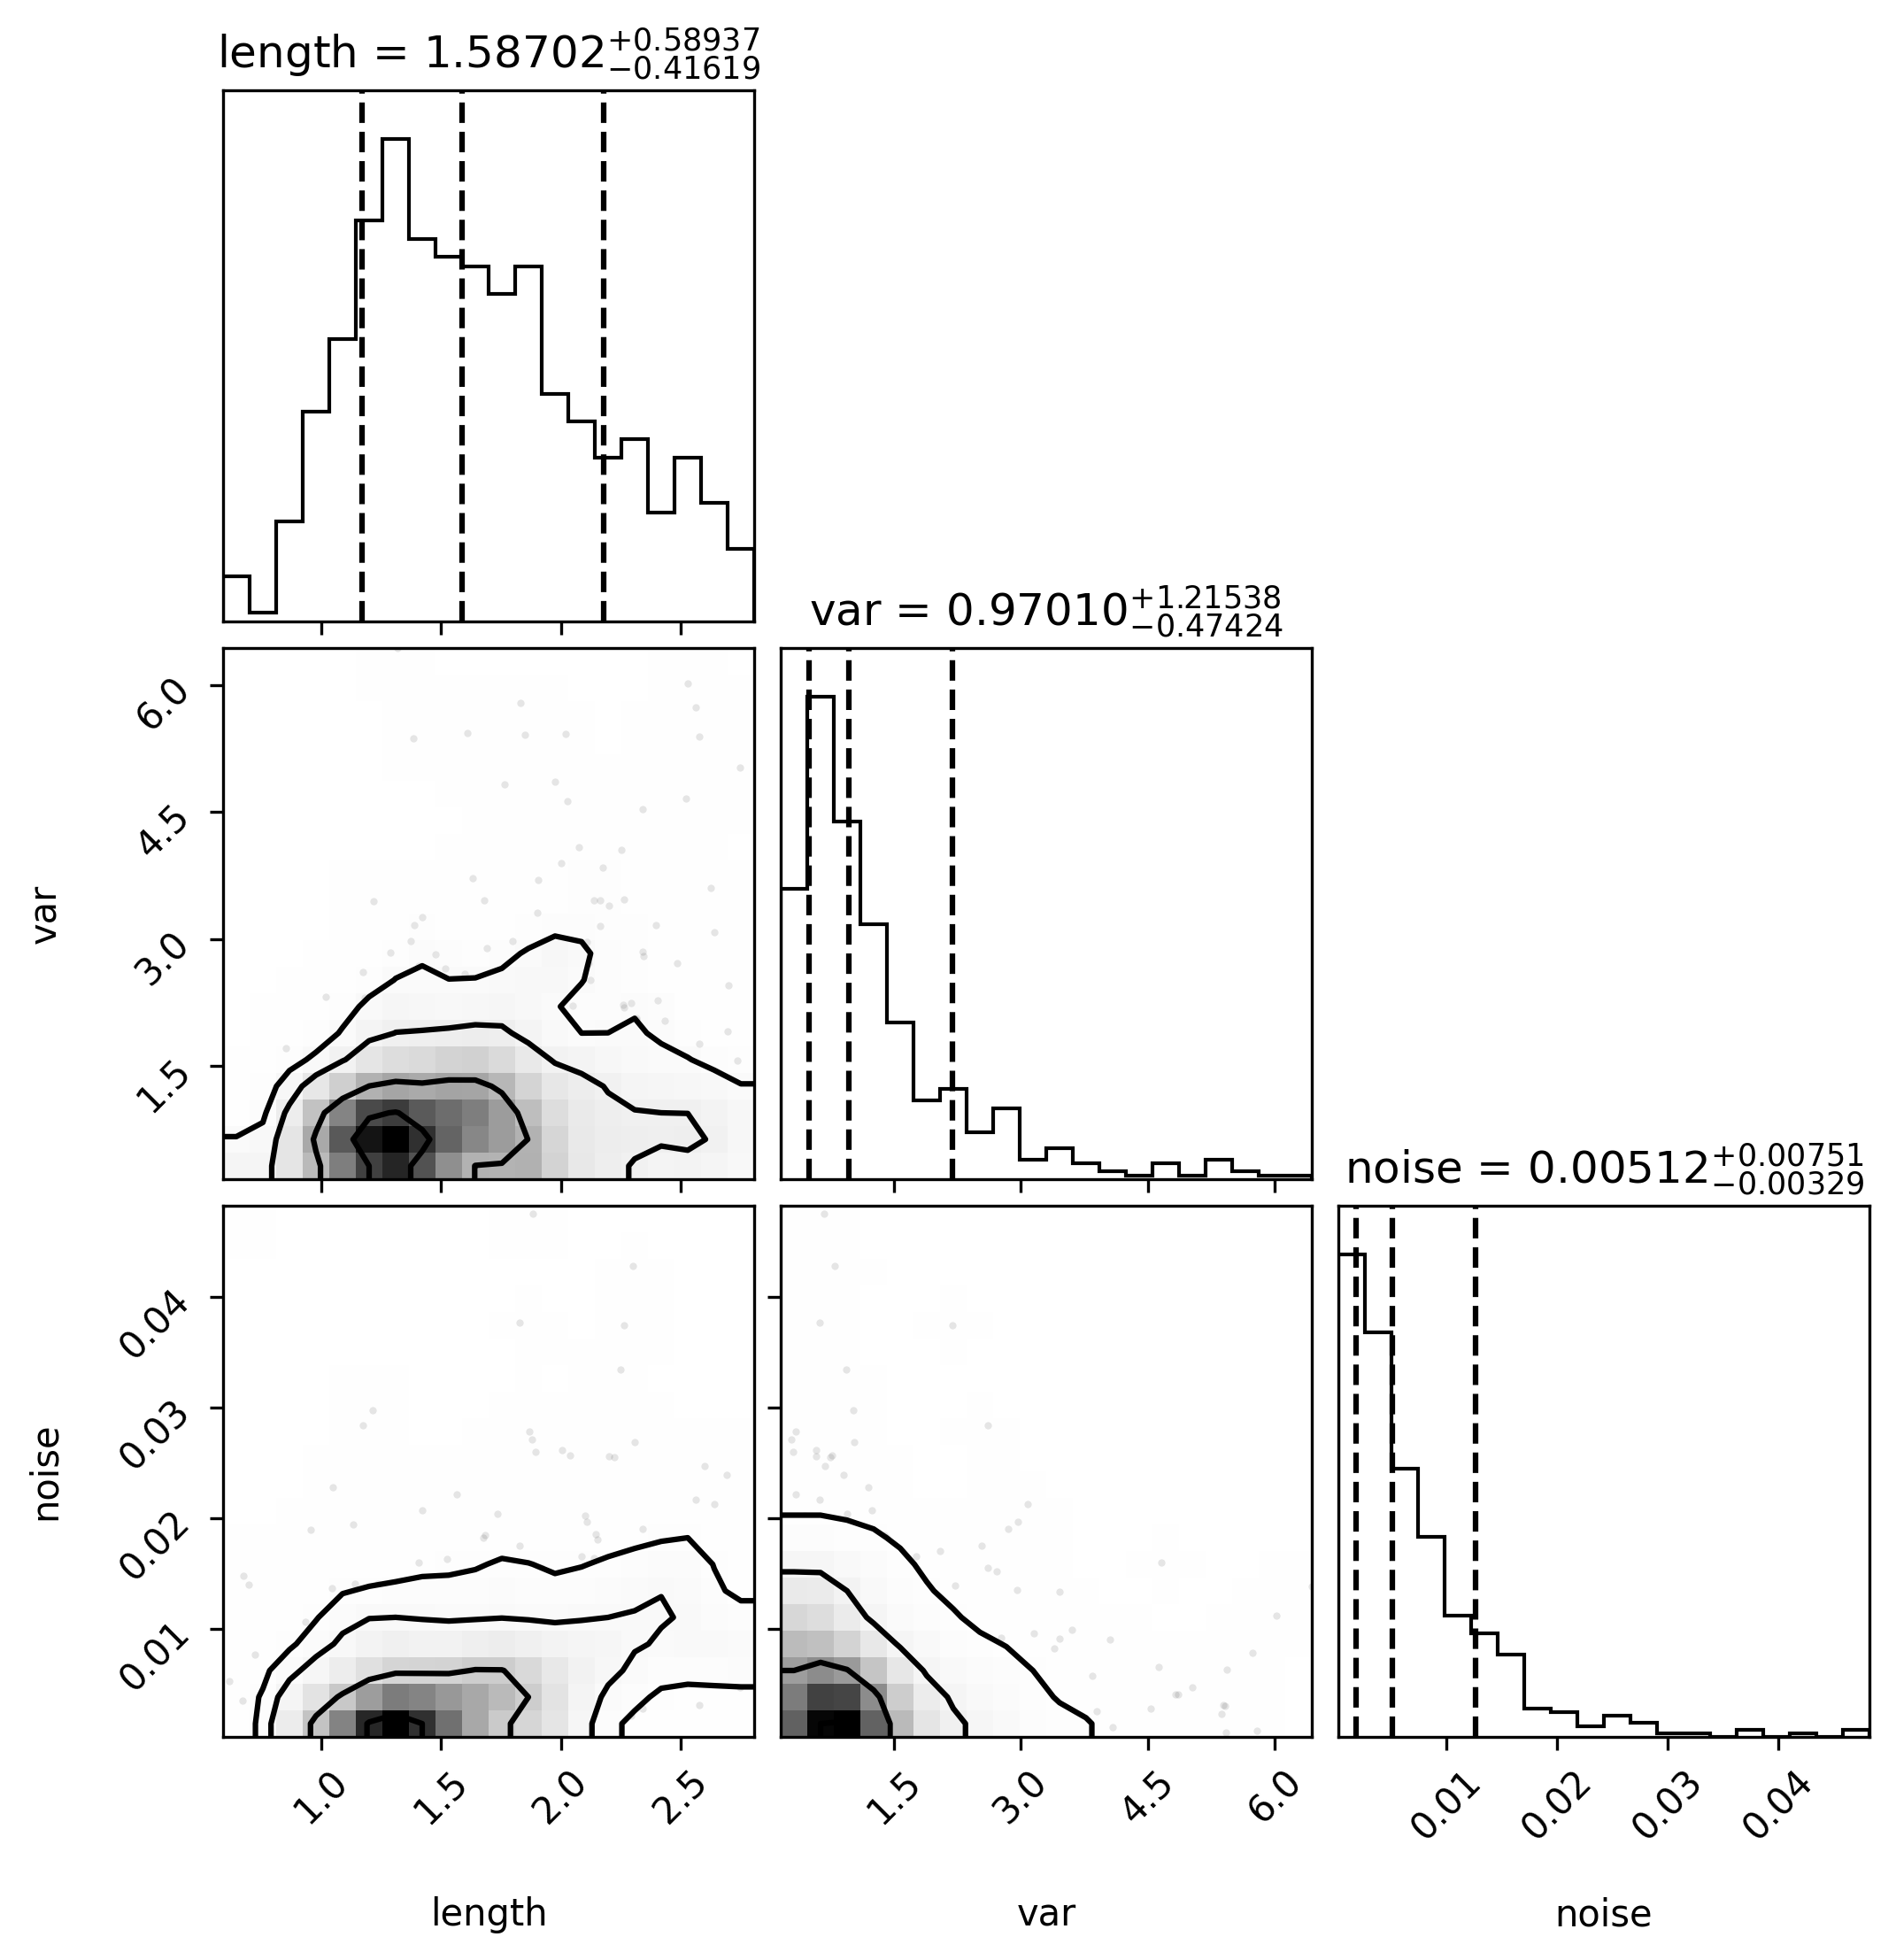 length = 1.58702+0.58937−0.41619
var = 0.97010+1.21538−0.47424
6.0
4.5
3.0
1.5
var
noise = 0.00512+0.00751−0.00329
0.04
0.03
0.02
0.01
noise
1.0 1.5 2.0 2.5 1.5 3.0 4.5 6.0 0.01 0.02 0.03 0.04
length var noise